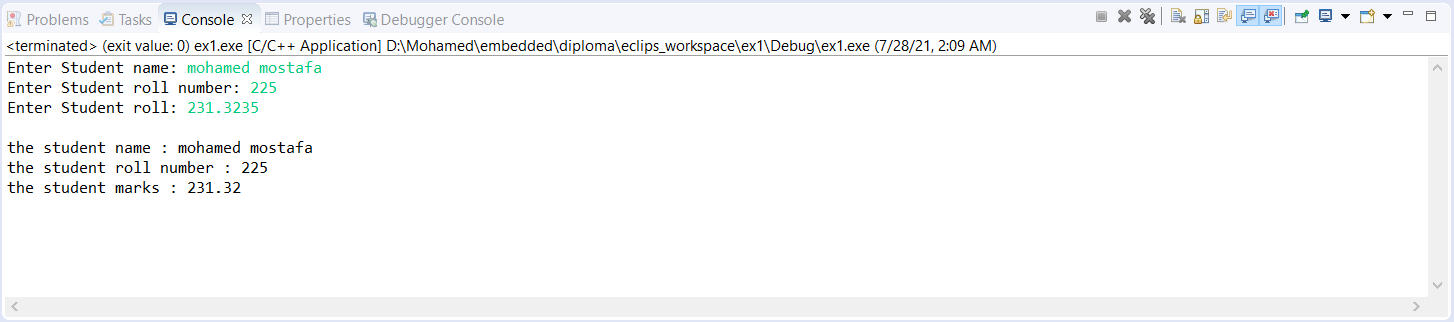 Problems Tasks Console Properties Debugger Console
<terminated> (exit value: 0) ex1.exe [C/C++ Application] D:\Mohamed\embedded\diploma\eclips_workspace\ex1\Debug\ex1.exe (7/28/21, 2:09 AM)
Enter Student name: mohamed mostafa
Enter Student roll number: 225
Enter Student roll: 231.3235
the student name : mohamed mostafa
the student roll number : 225
the student marks : 231.32